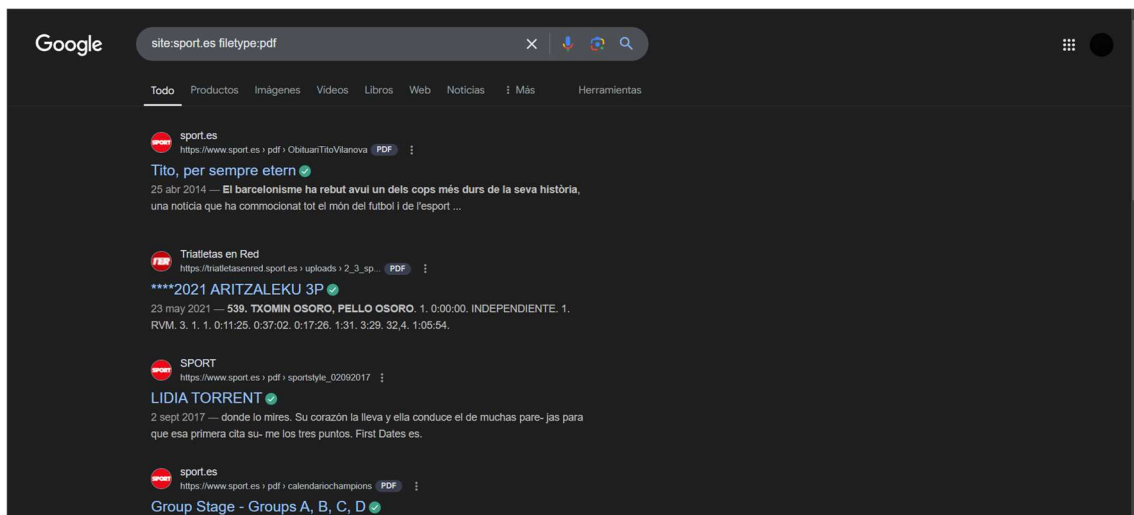 Google
site:sport.es filetype:pdf
Todo Productos Imágenes Videos Libros Web Noticias Más Herramientas
SPORT
sport.es
https://www.sport.es › pdf › ObituariTitoVilanova PDF
Tito, per sempre etern
25 abr 2014 — El barcelonisme ha rebut avui un dels cops més durs de la seva història,
una notícia que ha commocionat tot el món del futbol i de l'esport ...
TER
Triatletas en Red
https://triatletasenred.sport.es › uploads › 2_3_sp... PDF
****2021 ARITZALEKU 3P
23 may 2021 — 539. TXOMIN OSORO, PELLO OSORO. 1. 0:00:00. INDEPENDIENTE. 1.
RVM. 3. 1. 1. 0:11:25. 0:37:02. 0:17:26. 1:31. 3:29. 32,4. 1:05:54.
SPORT
SPORT
https://www.sport.es › pdf › sportstyle_02092017
LIDIA TORRENT
2 sept 2017 — donde lo mires. Su corazón la lleva y ella conduce el de muchas pare- jas para
que esa primera cita su- me los tres puntos. First Dates es.
SPORT
sport.es
https://www.sport.es › pdf › calendariochampions PDF
Group Stage - Groups A, B, C, D